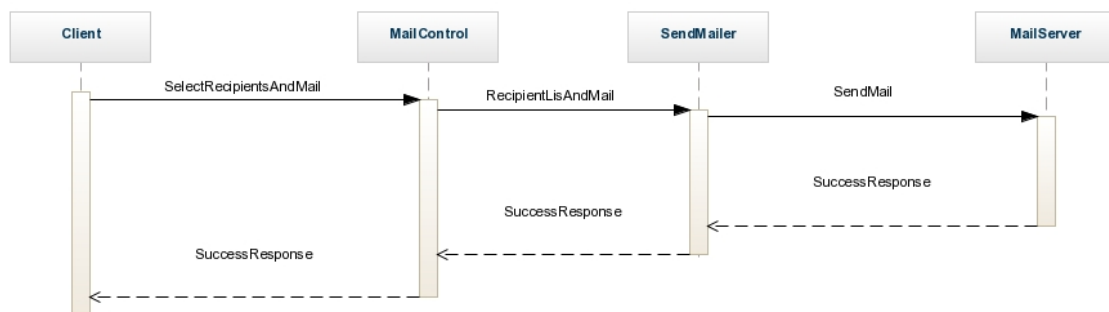 Client
MailControl
SendMailer
MailServer
SelectRecipientsAndMail
RecipientLisAndMail
SendMail
SuccessResponse
SuccessResponse
SuccessResponse